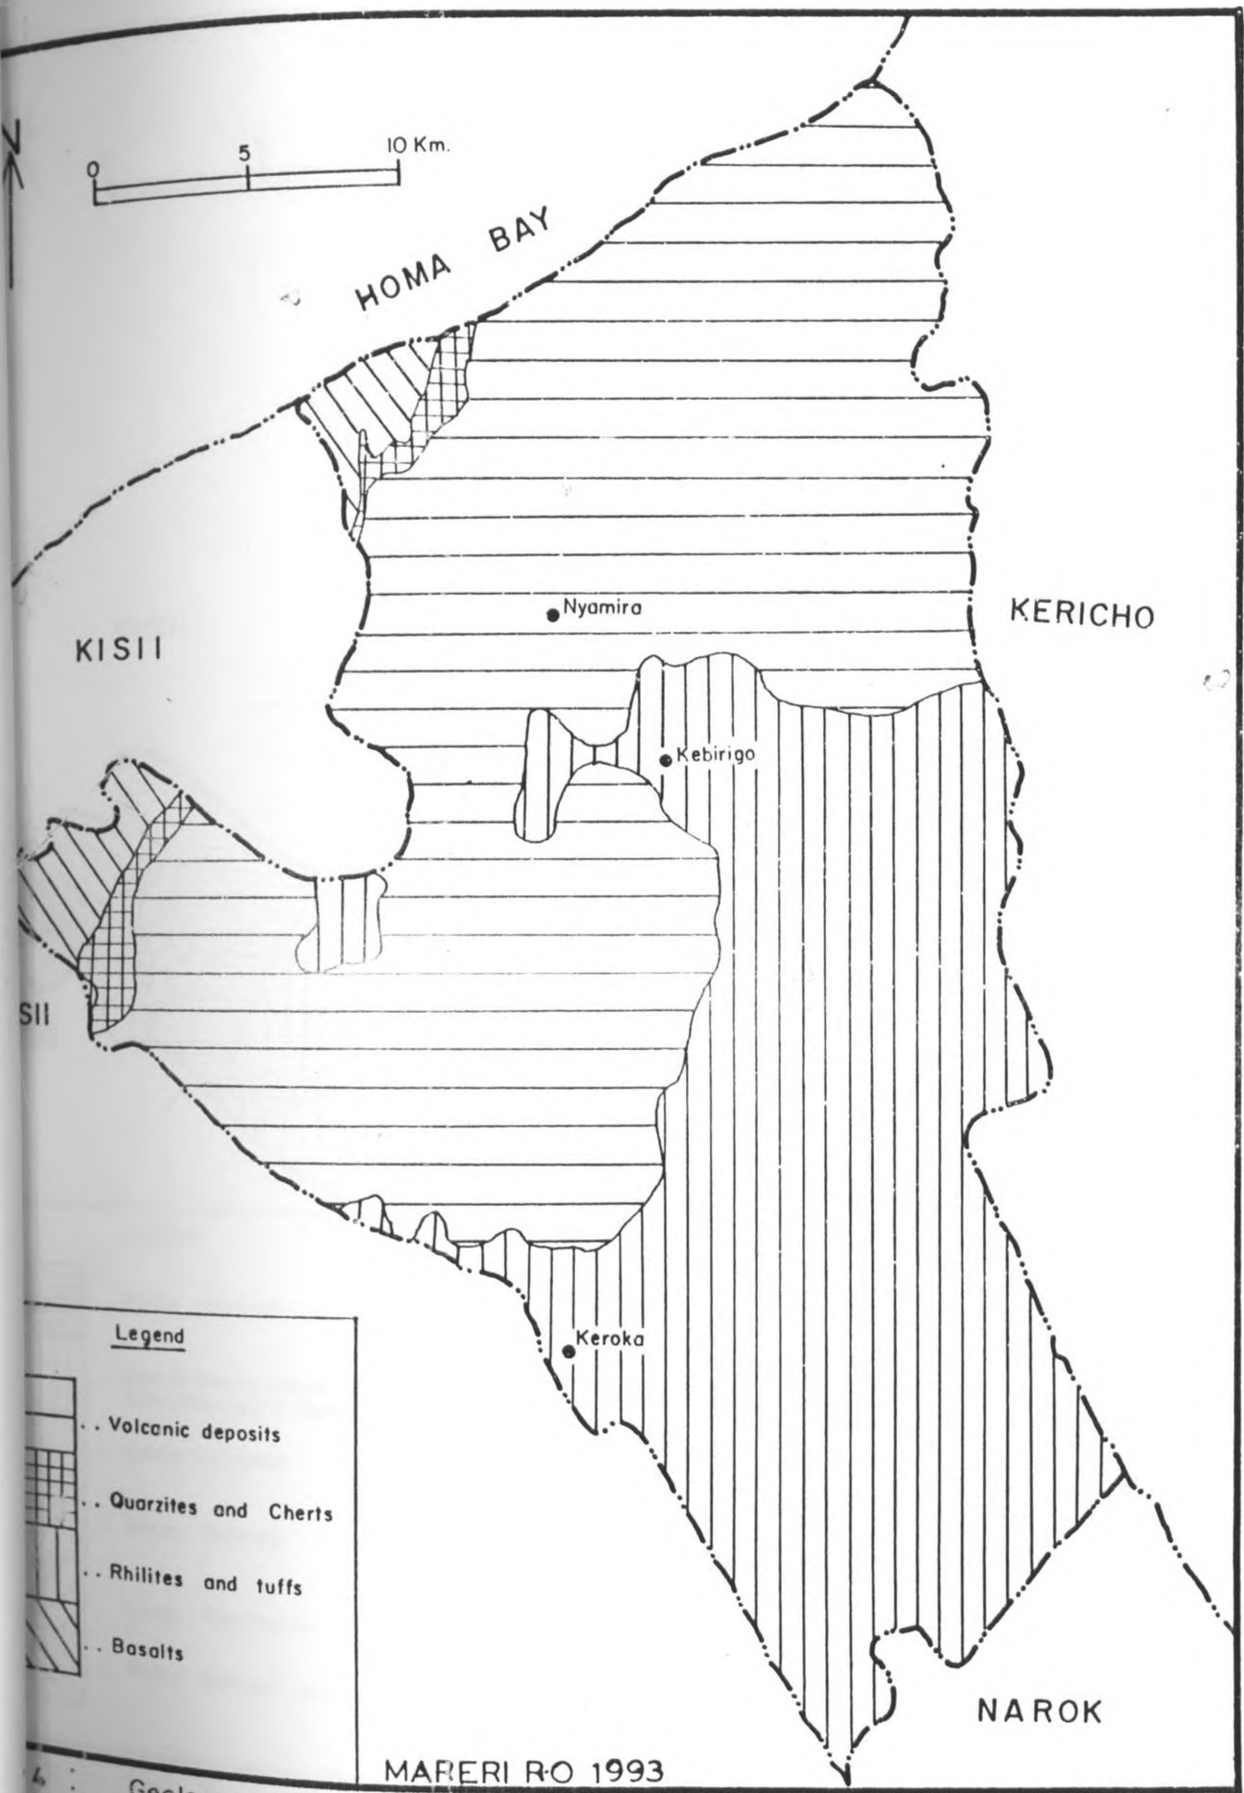 N
0 5 10 Km.
HOMA BAY
Nyamira
KERICHO
KISII
Kebirigo
SII
Legend
Keroka
.. Volcanic deposits
.. Quarzites and Cherts
.. Rhilites and tuffs
.. Basalts
NAROK
MARERI R·O 1993
4 :